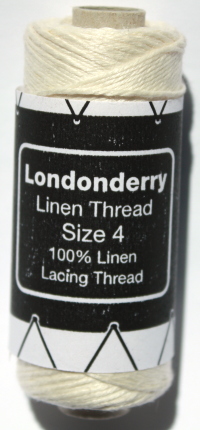 Londonderry
Linen Thread
Size 4
100% Linen
Lacing Thread